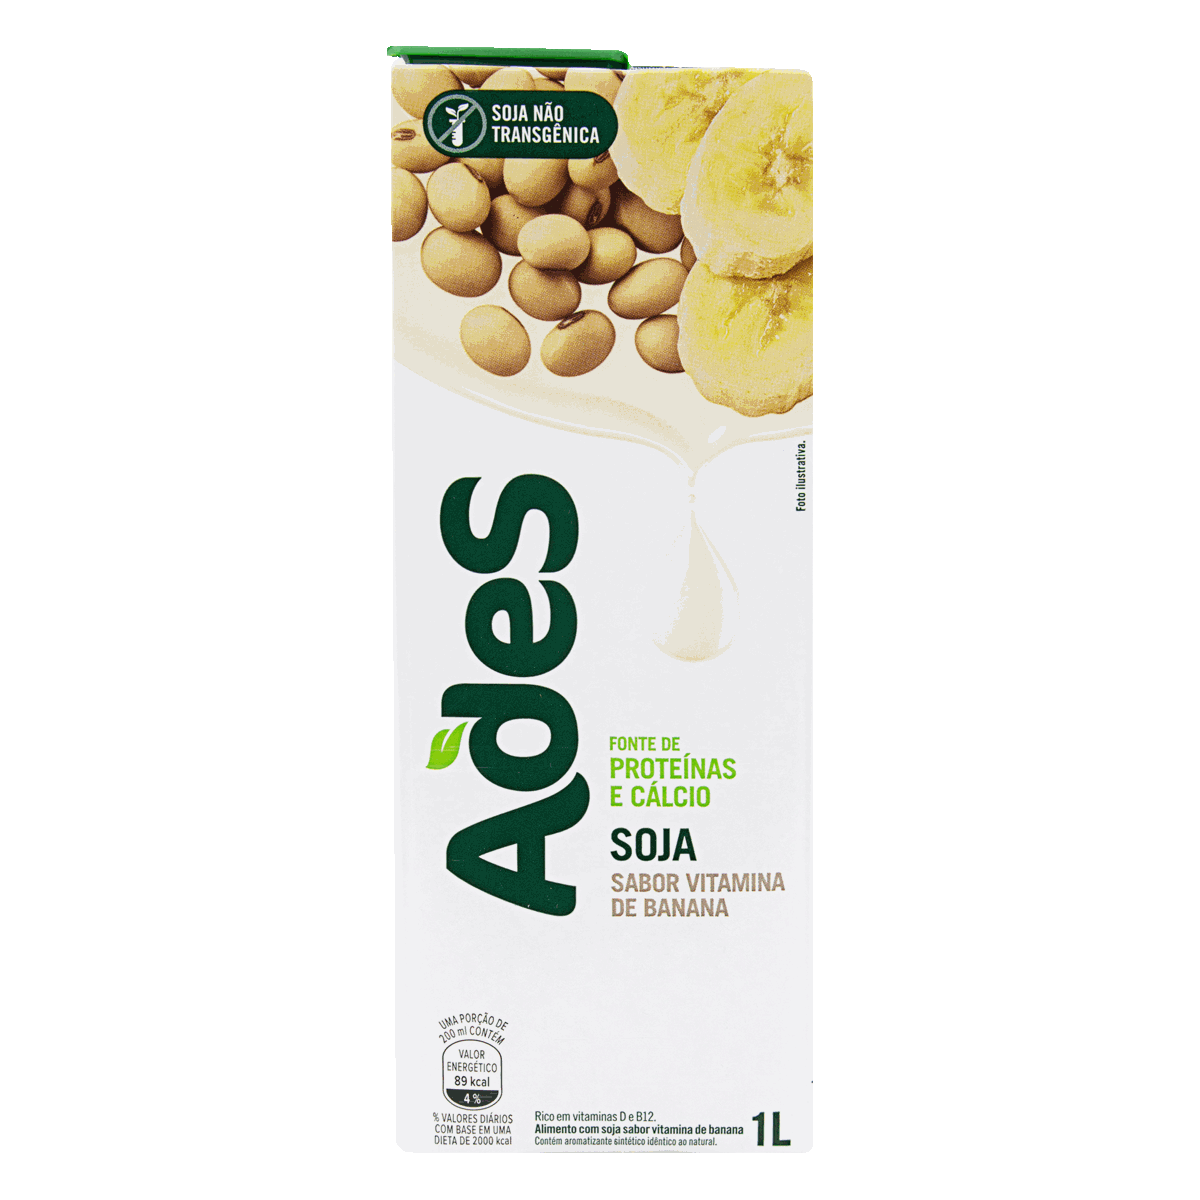 SOJA NÃO
TRANSGÊNICA
Foto ilustrativa.
Ades
FONTE DE
PROTEÍNAS
E CÁLCIO
SOJA
SABOR VITAMINA
DE BANANA
UMA PORÇÃO DE
200 ml CONTÉM
VALOR
ENERGÉTICO
89 kcal
4 %
% VALORES DIÁRIOS
COM BASE EM UMA
DIETA DE 2000 kcal
Rico em vitaminas D e B12.
Alimento com soja sabor vitamina de banana
Contém aromatizante sintético idêntico ao natural.
1L